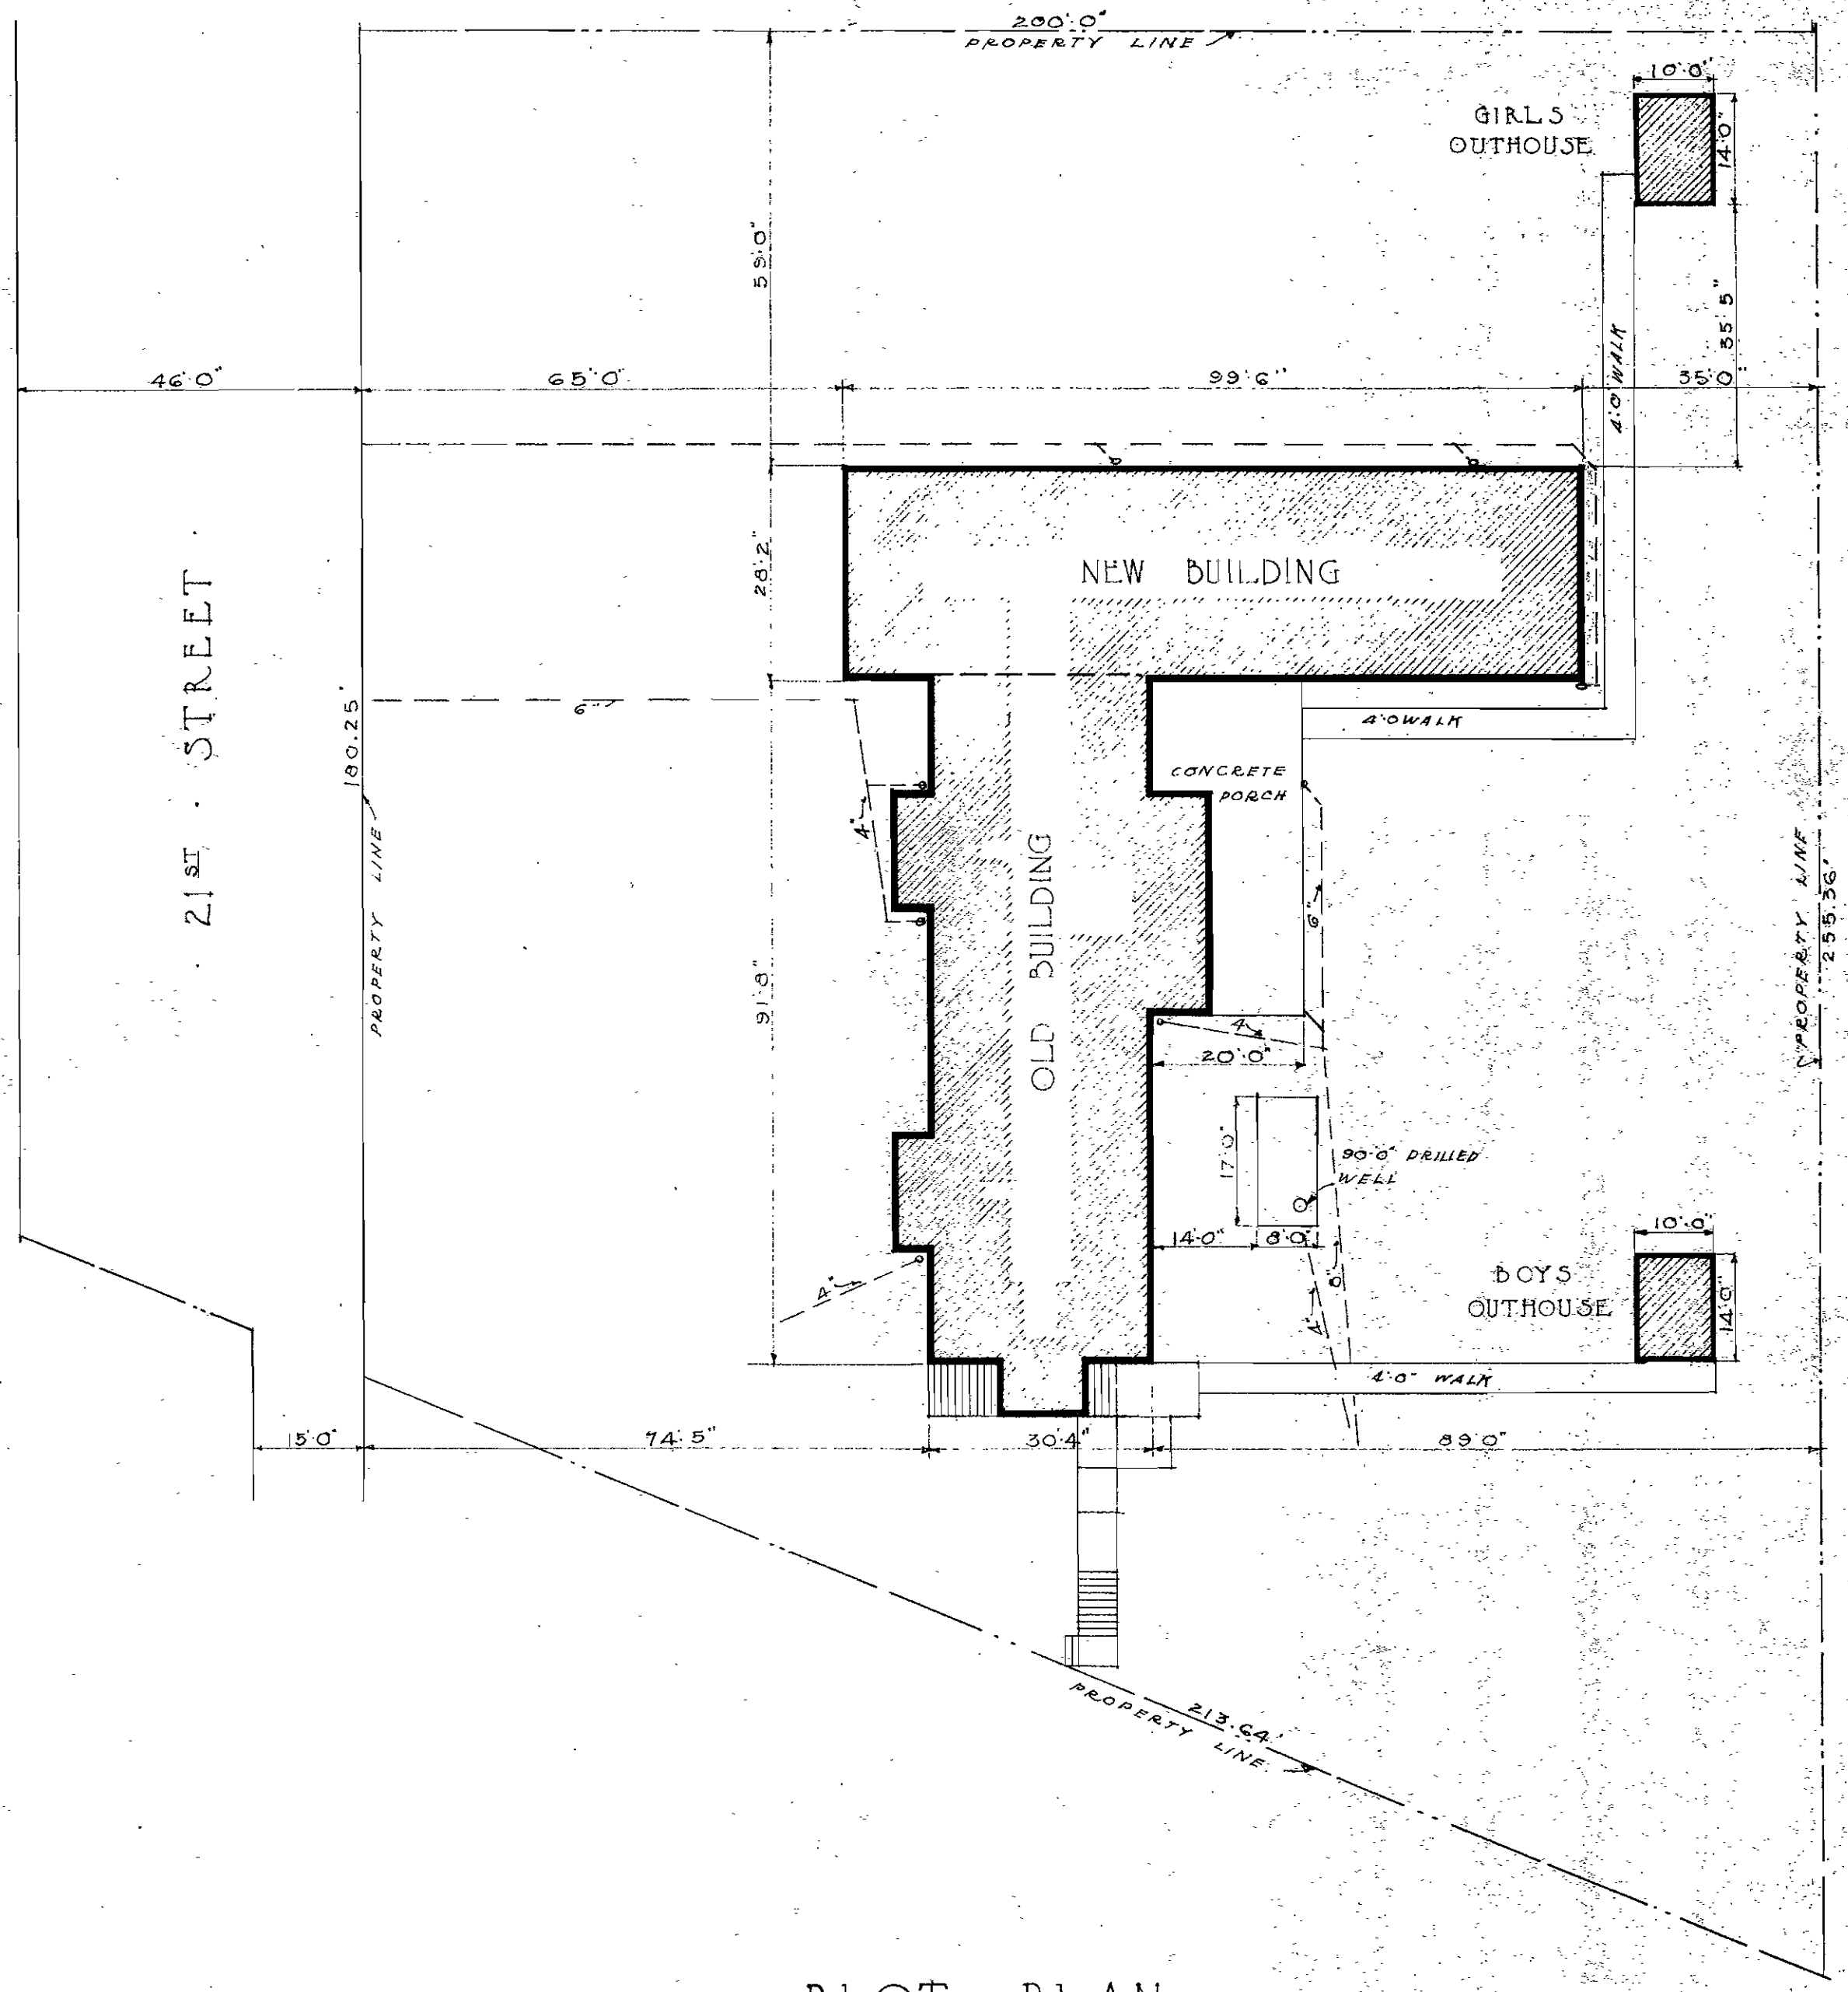 200'.0"
PROPERTY LINE
10'.0"
GIRLS
OUTHOUSE
14'.0"
59'.0"
35'.5"
4'.0 WALK
46'.0"
65'.0"
99'.6"
35'.0"
28'.2"
NEW BUILDING
. 21ST . STREET .
180.25'
PROPERTY LINE
6"
4'.0 WALK
CONCRETE
PORCH
4"
OLD BUILDING
6"
PROPERTY LINE
255.36'
91'.8"
4"
20'.0"
17'.0"
90'.0" DRILLED
WELL
14'.0"
8'.0"
10'.0"
BOYS
OUTHOUSE
14'.0"
4"
4"
8"
4'.0" WALK
15'.0"
74'.5"
30'.4"
89'.0"
213.64'
PROPERTY LINE
PLOT PLAN